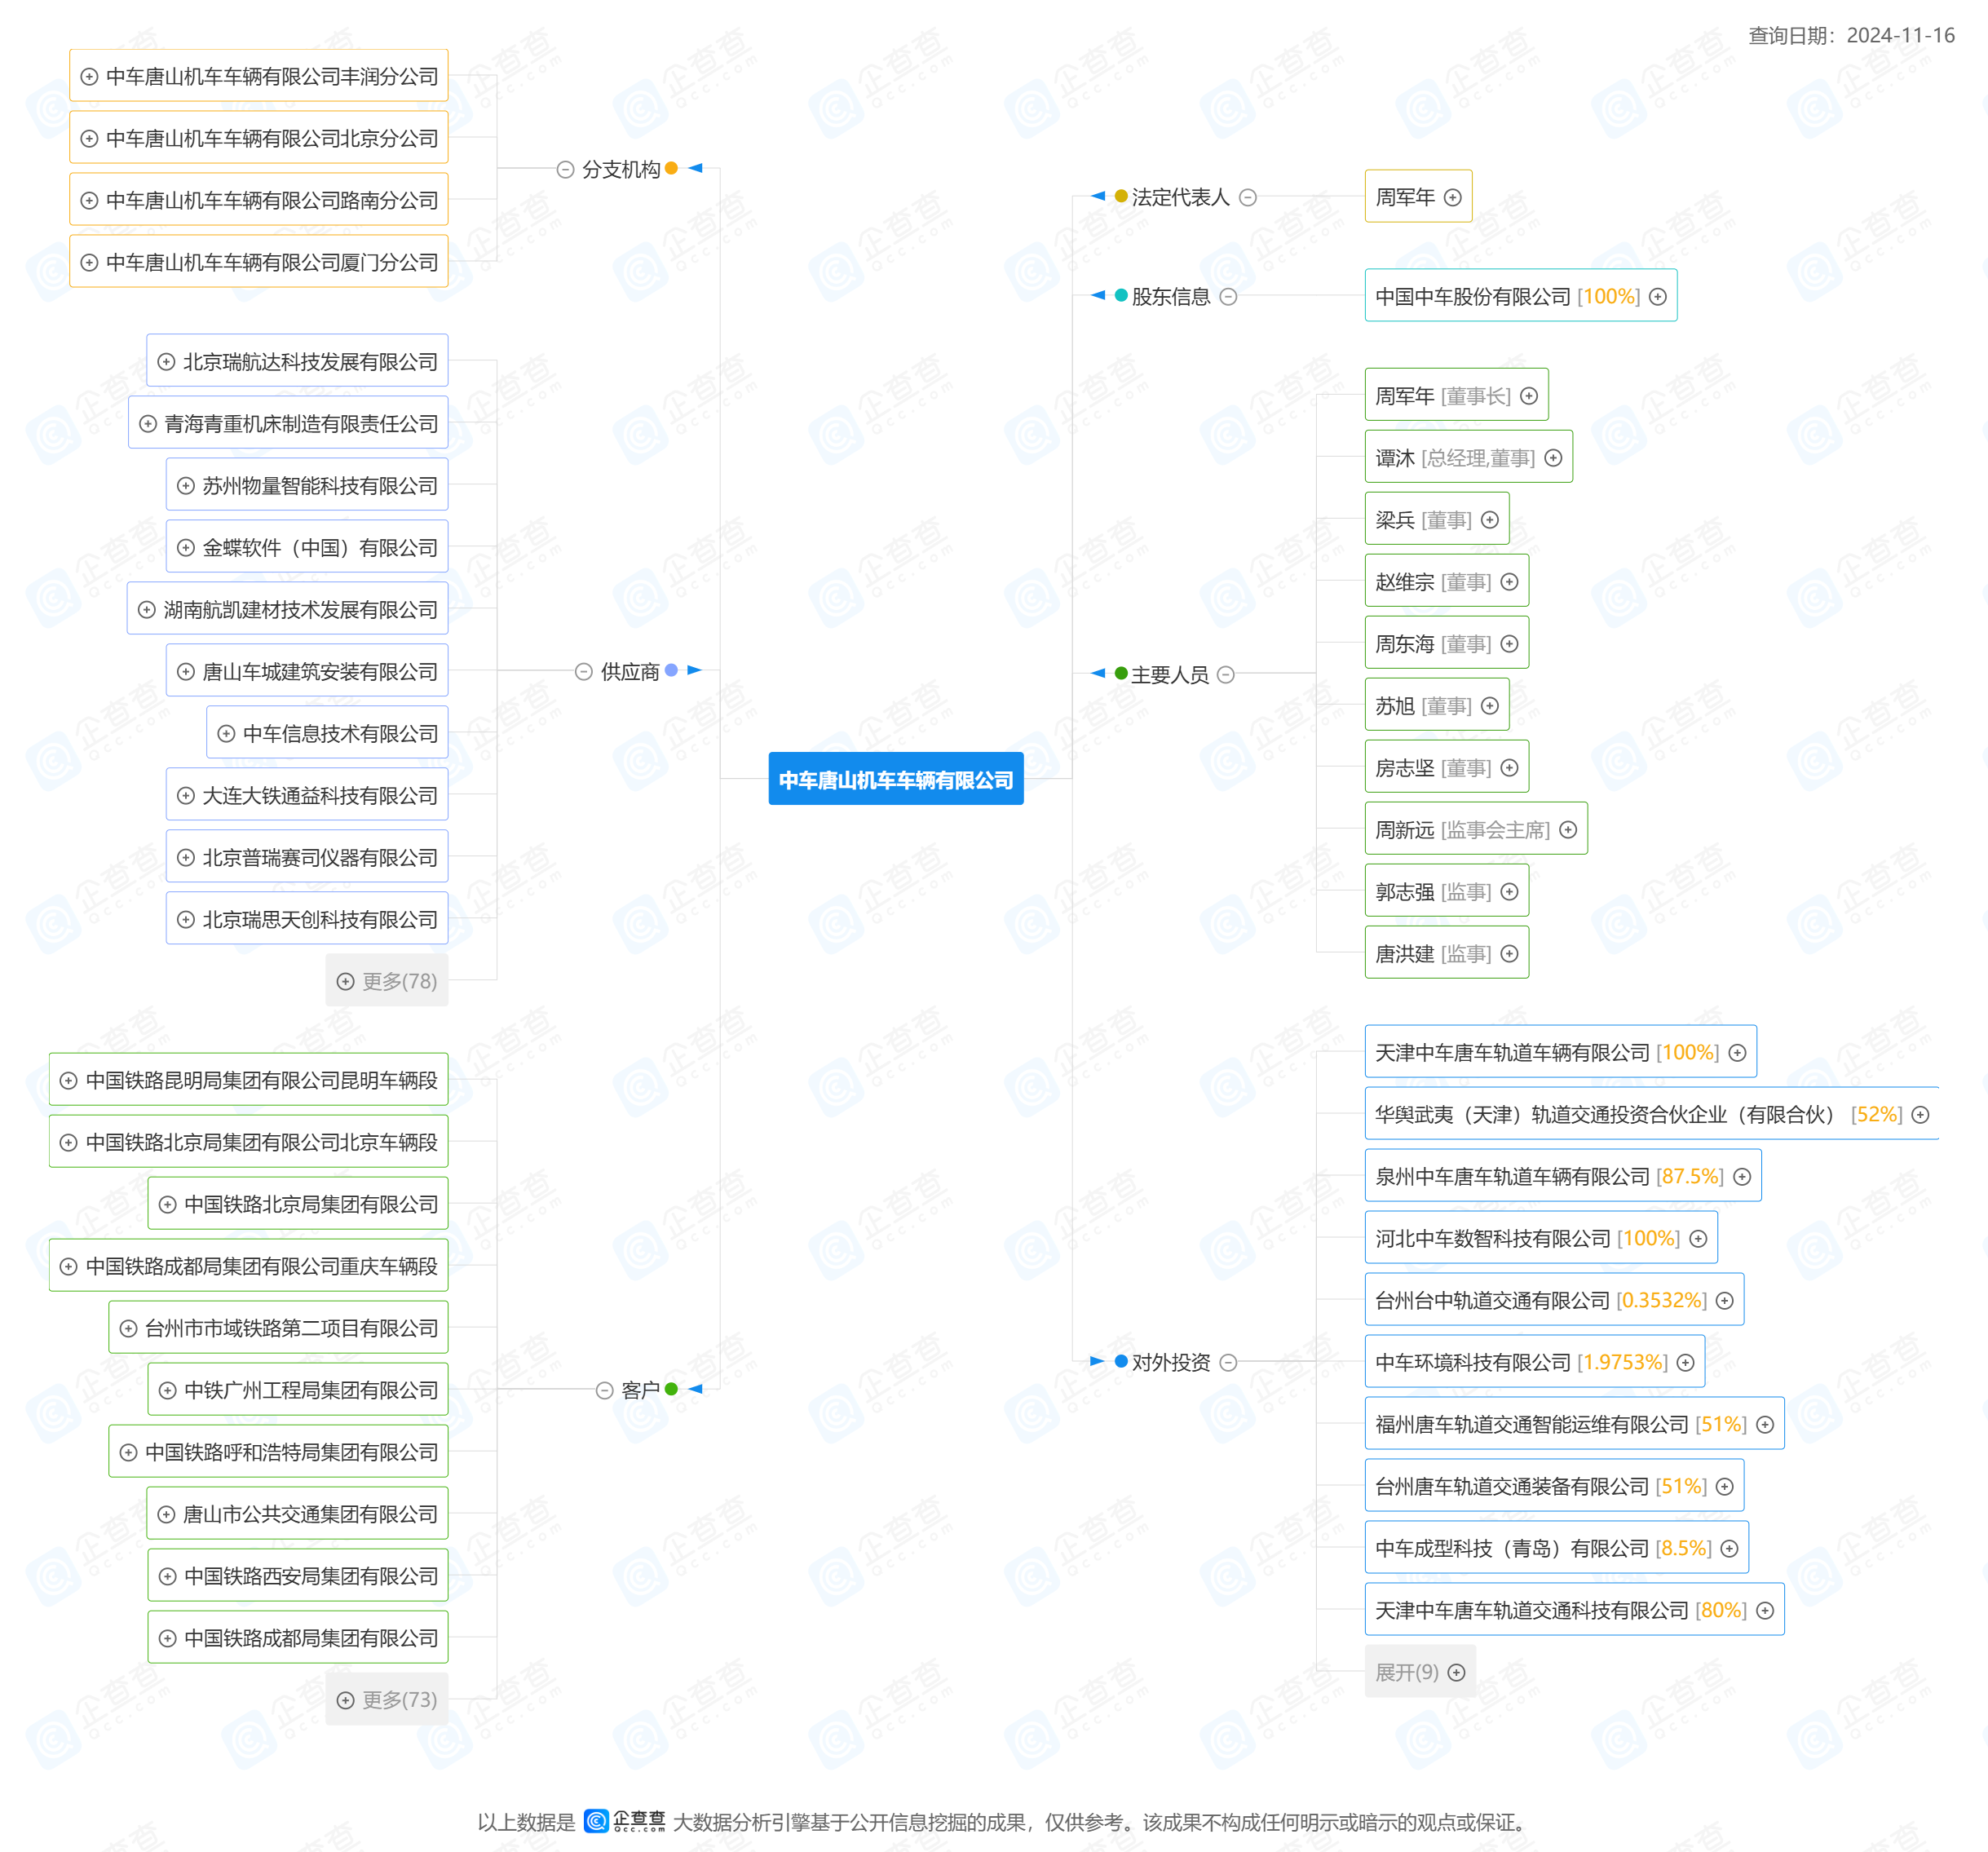 查询日期：2024-11-16
中车唐山机车车辆有限公司丰润分公司
中车唐山机车车辆有限公司北京分公司
中车唐山机车车辆有限公司路南分公司
中车唐山机车车辆有限公司厦门分公司
分支机构
北京瑞航达科技发展有限公司
青海青重机床制造有限责任公司
苏州物量智能科技有限公司
金蝶软件（中国）有限公司
湖南航凯建材技术发展有限公司
唐山车城建筑安装有限公司
中车信息技术有限公司
大连大铁通益科技有限公司
北京普瑞赛司仪器有限公司
北京瑞思天创科技有限公司
更多(78)
供应商
中国铁路昆明局集团有限公司昆明车辆段
中国铁路北京局集团有限公司北京车辆段
中国铁路北京局集团有限公司
中国铁路成都局集团有限公司重庆车辆段
台州市市域铁路第二项目有限公司
中铁广州工程局集团有限公司
中国铁路呼和浩特局集团有限公司
唐山市公共交通集团有限公司
中国铁路西安局集团有限公司
中国铁路成都局集团有限公司
更多(73)
客户
中车唐山机车车辆有限公司
法定代表人
周军年
股东信息
中国中车股份有限公司 [100%]
主要人员
周军年 [董事长]
谭沐 [总经理,董事]
梁兵 [董事]
赵维宗 [董事]
周东海 [董事]
苏旭 [董事]
房志坚 [董事]
周新远 [监事会主席]
郭志强 [监事]
唐洪建 [监事]
对外投资
天津中车唐车轨道车辆有限公司 [100%]
华舆武夷（天津）轨道交通投资合伙企业（有限合伙） [52%]
泉州中车唐车轨道车辆有限公司 [87.5%]
河北中车数智科技有限公司 [100%]
台州台中轨道交通有限公司 [0.3532%]
中车环境科技有限公司 [1.9753%]
福州唐车轨道交通智能运维有限公司 [51%]
台州唐车轨道交通装备有限公司 [51%]
中车成型科技（青岛）有限公司 [8.5%]
天津中车唐车轨道交通科技有限公司 [80%]
展开(9)
以上数据是 企查查 Qcc.com 大数据分析引擎基于公开信息挖掘的成果，仅供参考。该成果不构成任何明示或暗示的观点或保证。